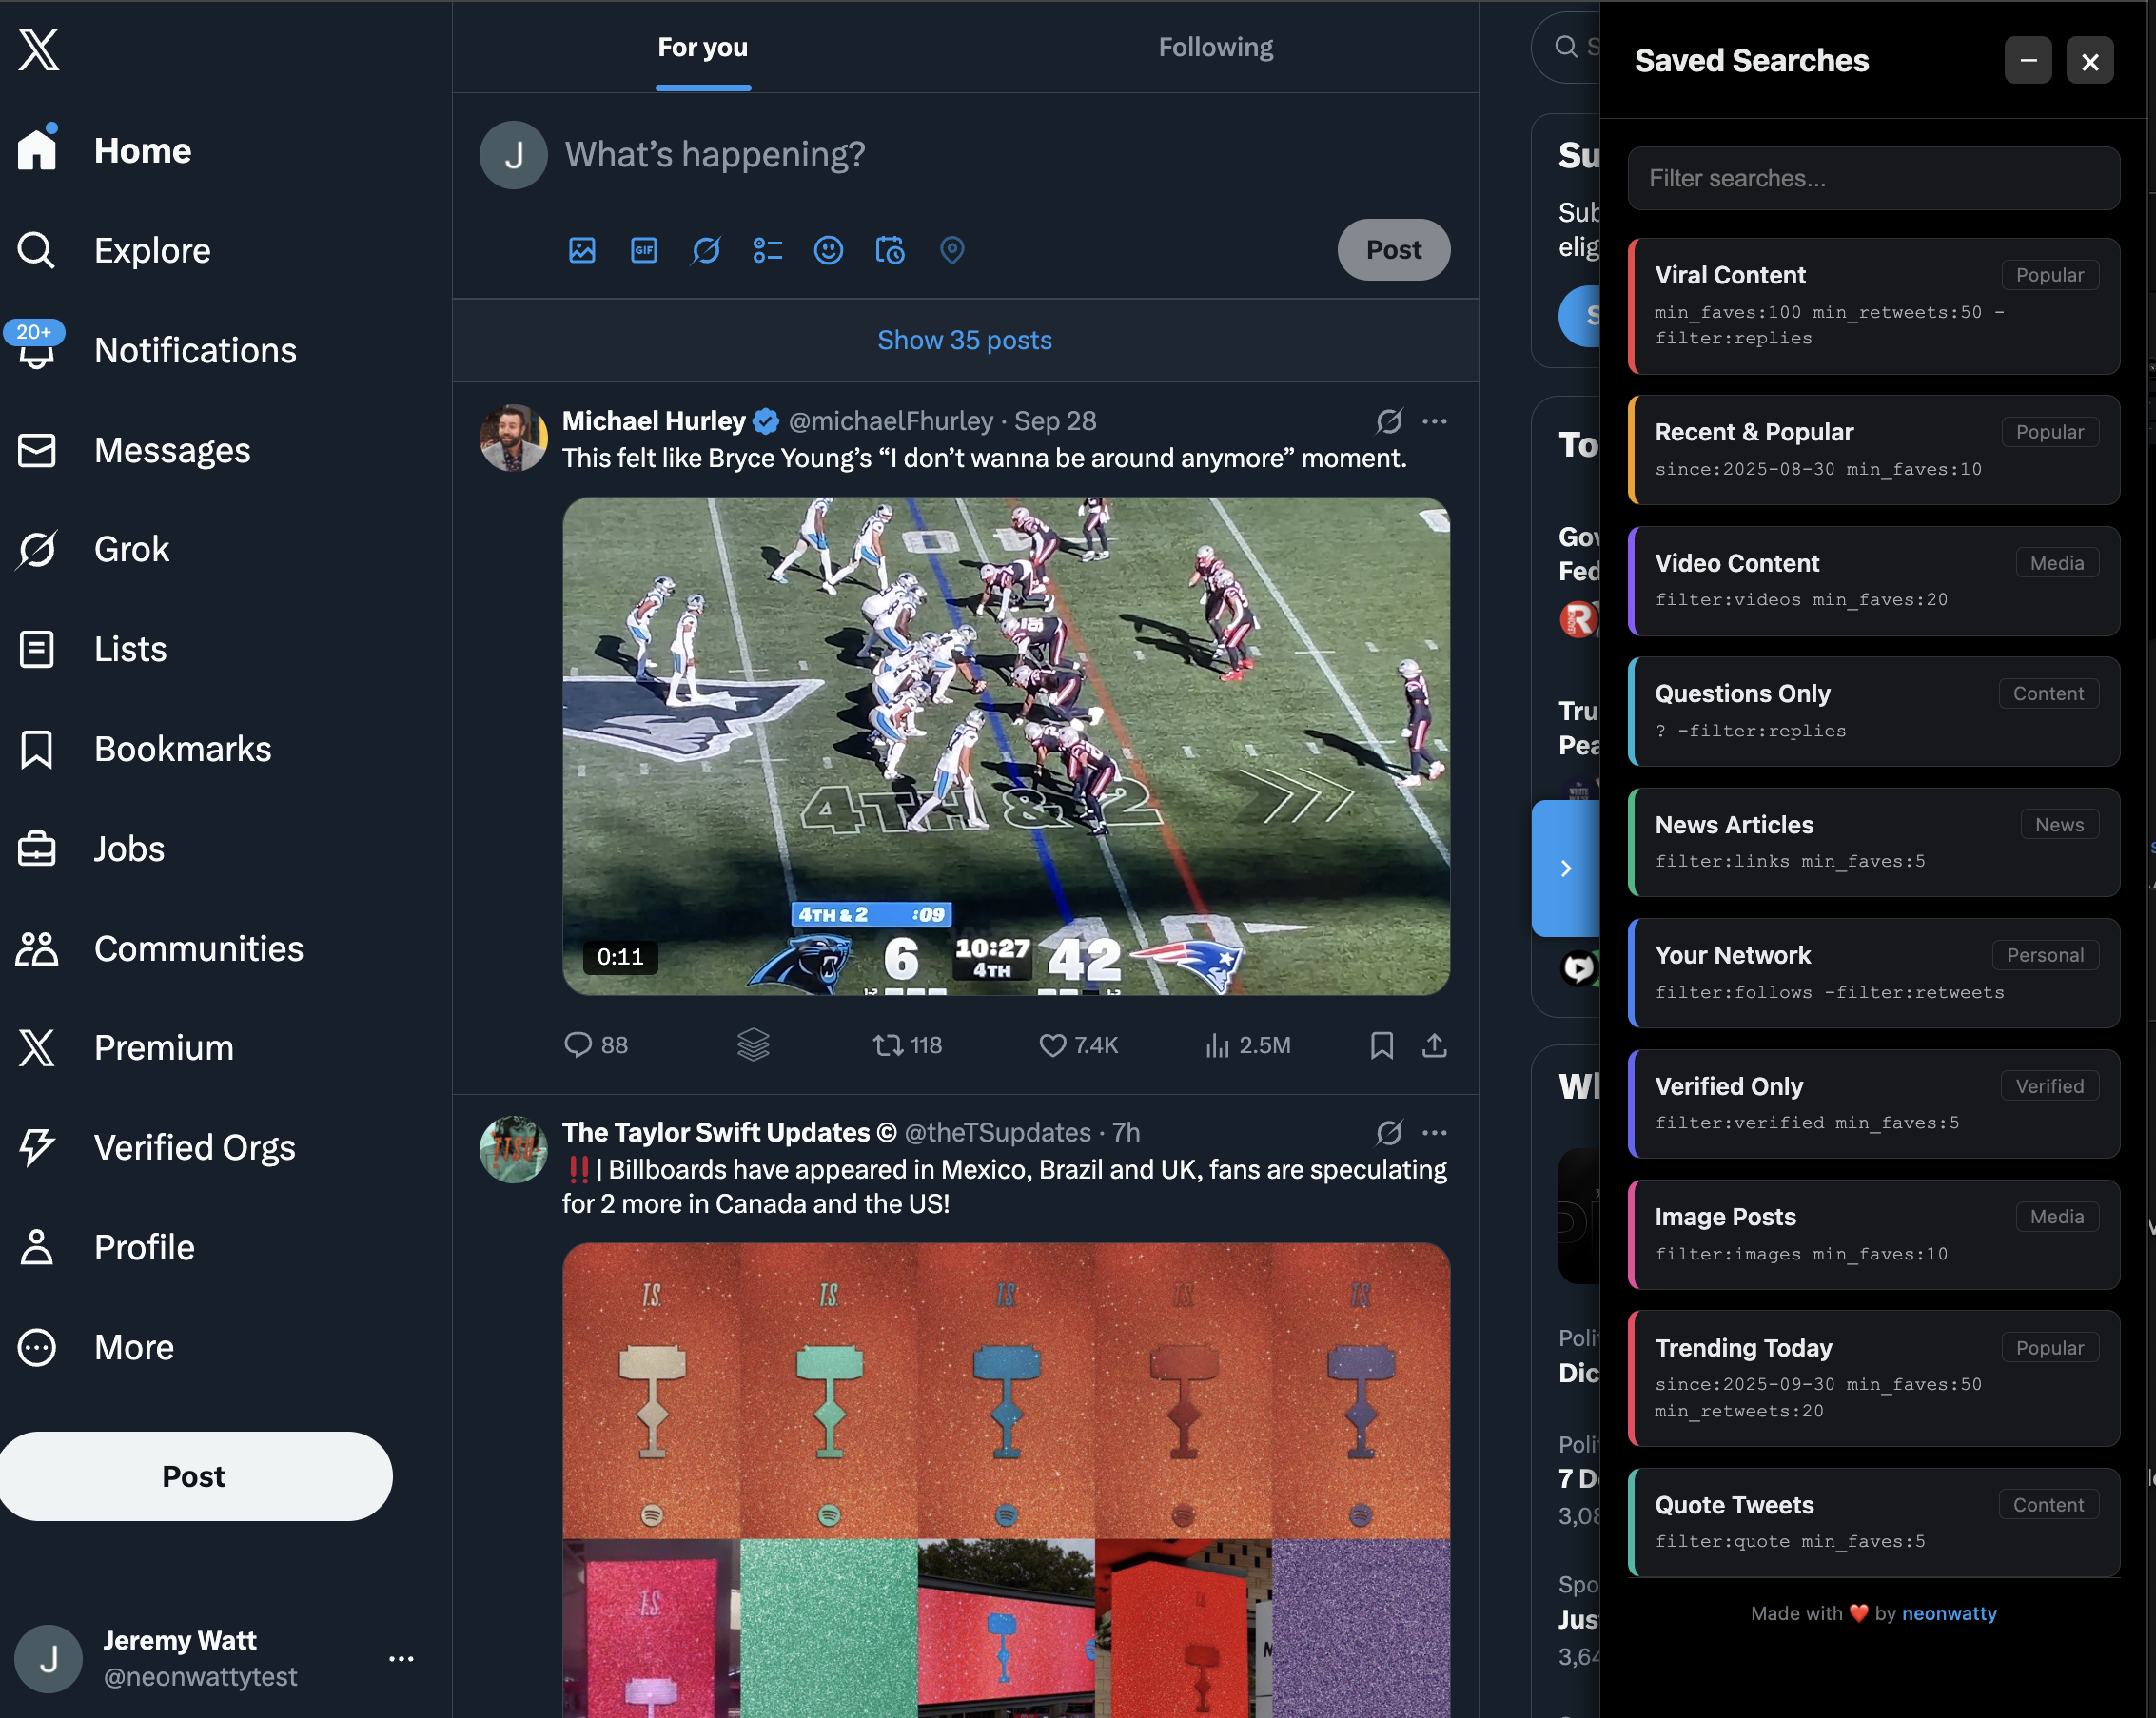 Home
Explore
20+
Notifications
Messages
Grok
Lists
Bookmarks
Jobs
Communities
Premium
Verified Orgs
Profile
More
Post
J
Jeremy Watt
@neonwattytest
For you
Following
J
What's happening?
GIF
Post
Show 35 posts
Michael Hurley @michaelFhurley · Sep 28
This felt like Bryce Young's “I don't wanna be around anymore” moment.
4TH & 2
4TH & 2 :09
0:11
6 10:27 42
4TH
88
118
7.4K
2.5M
The Taylor Swift Updates © @theTSupdates · 7h
‼️| Billboards have appeared in Mexico, Brazil and UK, fans are speculating
for 2 more in Canada and the US!
T.S. T.S. T.S. T.S. T.S.
T.S.
Su
Sub
elig
S
To
Gov
Fed
Tru
Pea
Wh
Polit
Dic
Polit
7 D
3,08
Spo
Jus
3,64
Saved Searches
Filter searches...
Viral Content
Popular
min_faves:100 min_retweets:50 -
filter:replies
Recent & Popular
Popular
since:2025-08-30 min_faves:10
Video Content
Media
filter:videos min_faves:20
Questions Only
Content
? -filter:replies
News Articles
News
filter:links min_faves:5
Your Network
Personal
filter:follows -filter:retweets
Verified Only
Verified
filter:verified min_faves:5
Image Posts
Media
filter:images min_faves:10
Trending Today
Popular
since:2025-09-30 min_faves:50
min_retweets:20
Quote Tweets
Content
filter:quote min_faves:5
Made with ❤️ by neonwatty